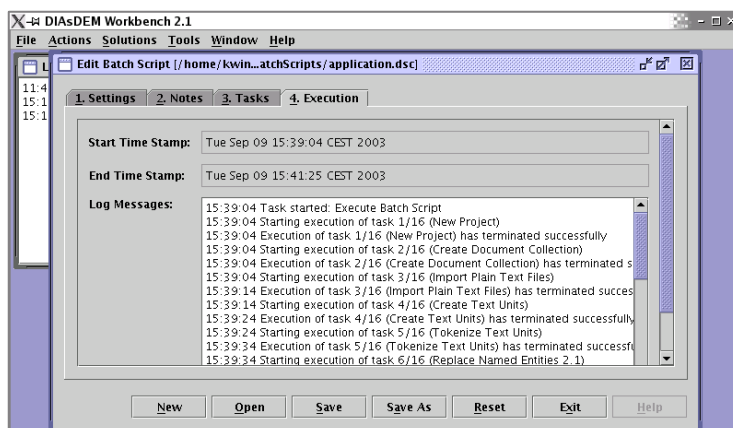 DIAsDEM Workbench 2.1
File Actions Solutions Tools Window Help
L
Edit Batch Script [/home/kwin...atchScripts/application.dsc]
11:4
15:1
15:1
1. Settings 2. Notes 3. Tasks 4. Execution
Start Time Stamp: Tue Sep 09 15:39:04 CEST 2003
End Time Stamp: Tue Sep 09 15:41:25 CEST 2003
Log Messages:
15:39:04 Task started: Execute Batch Script
15:39:04 Starting execution of task 1/16 (New Project)
15:39:04 Execution of task 1/16 (New Project) has terminated successfully
15:39:04 Starting execution of task 2/16 (Create Document Collection)
15:39:04 Execution of task 2/16 (Create Document Collection) has terminated s
15:39:04 Starting execution of task 3/16 (Import Plain Text Files)
15:39:14 Execution of task 3/16 (Import Plain Text Files) has terminated succes
15:39:14 Starting execution of task 4/16 (Create Text Units)
15:39:24 Execution of task 4/16 (Create Text Units) has terminated successfully
15:39:24 Starting execution of task 5/16 (Tokenize Text Units)
15:39:34 Execution of task 5/16 (Tokenize Text Units) has terminated successfu
15:39:34 Starting execution of task 6/16 (Replace Named Entities 2.1)
New Open Save Save As Reset Exit Help